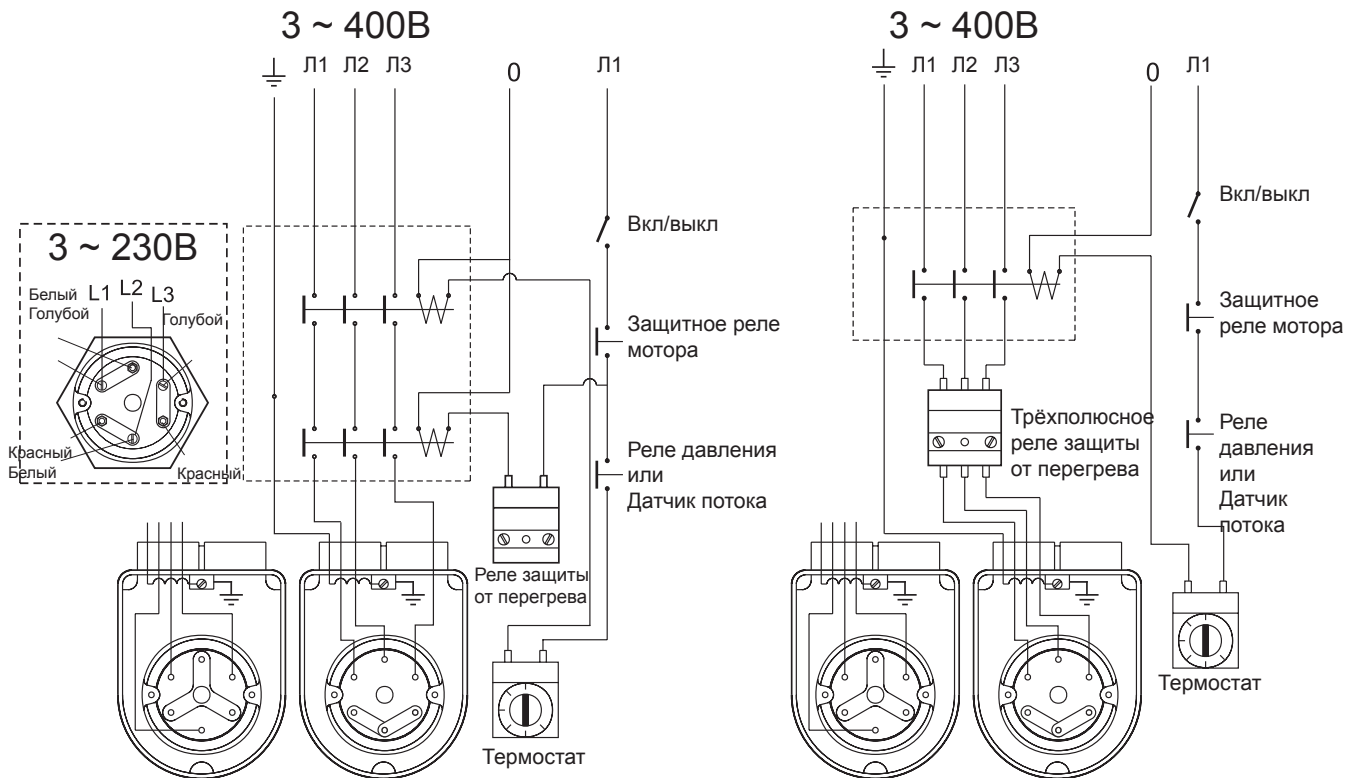 3 ~ 400В
Л1 Л2 Л3
0
Л1
Вкл/выкл
Защитное реле
мотора
Реле давления
или
Датчик потока
Реле защиты
от перегрева
Термостат
3 ~ 230В
L1 L2 L3
Белый
Голубой
Голубой
Красный
Белый
Красный
3 ~ 400В
Л1 Л2 Л3
0
Л1
Вкл/выкл
Защитное
реле мотора
Трёхполюсное
реле защиты
от перегрева
Реле
давления
или
Датчик
потока
Термостат